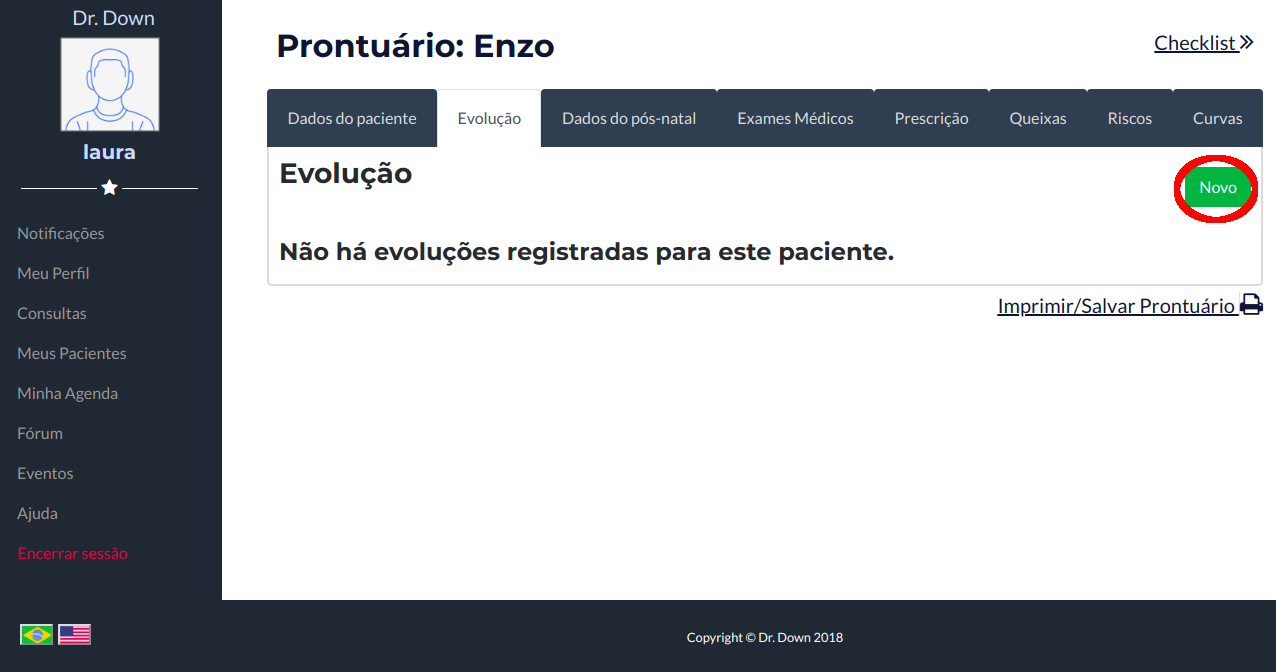 Dr. Down
laura
Notificações
Meu Perfil
Consultas
Meus Pacientes
Minha Agenda
Fórum
Eventos
Ajuda
Encerrar sessão
Prontuário: Enzo
Checklist
Dados do paciente Evolução Dados do pós-natal Exames Médicos Prescrição Queixas Riscos Curvas
Evolução
Novo
Não há evoluções registradas para este paciente.
Imprimir/Salvar Prontuário
Copyright © Dr. Down 2018